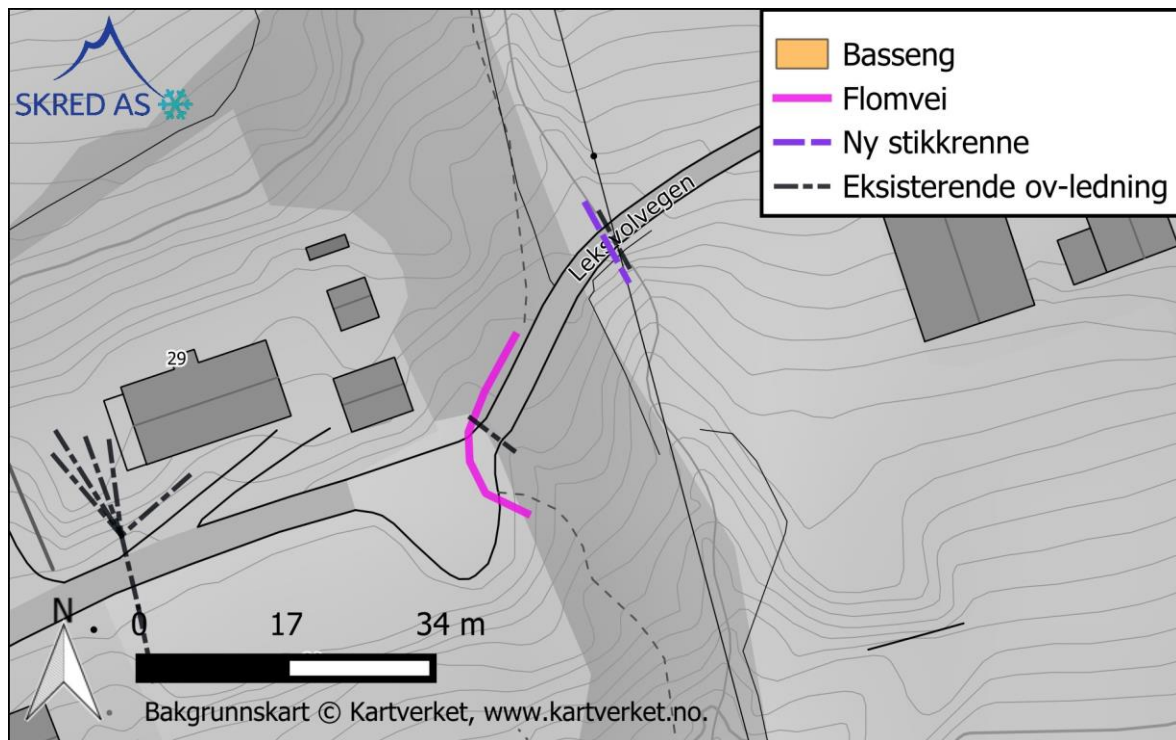 SKRED AS
Basseng
Flomvei
Ny stikkrenne
Eksisterende ov-ledning
Leksvolvegen
29
N
0 17 34 m
Bakgrunnskart © Kartverket, www.kartverket.no.